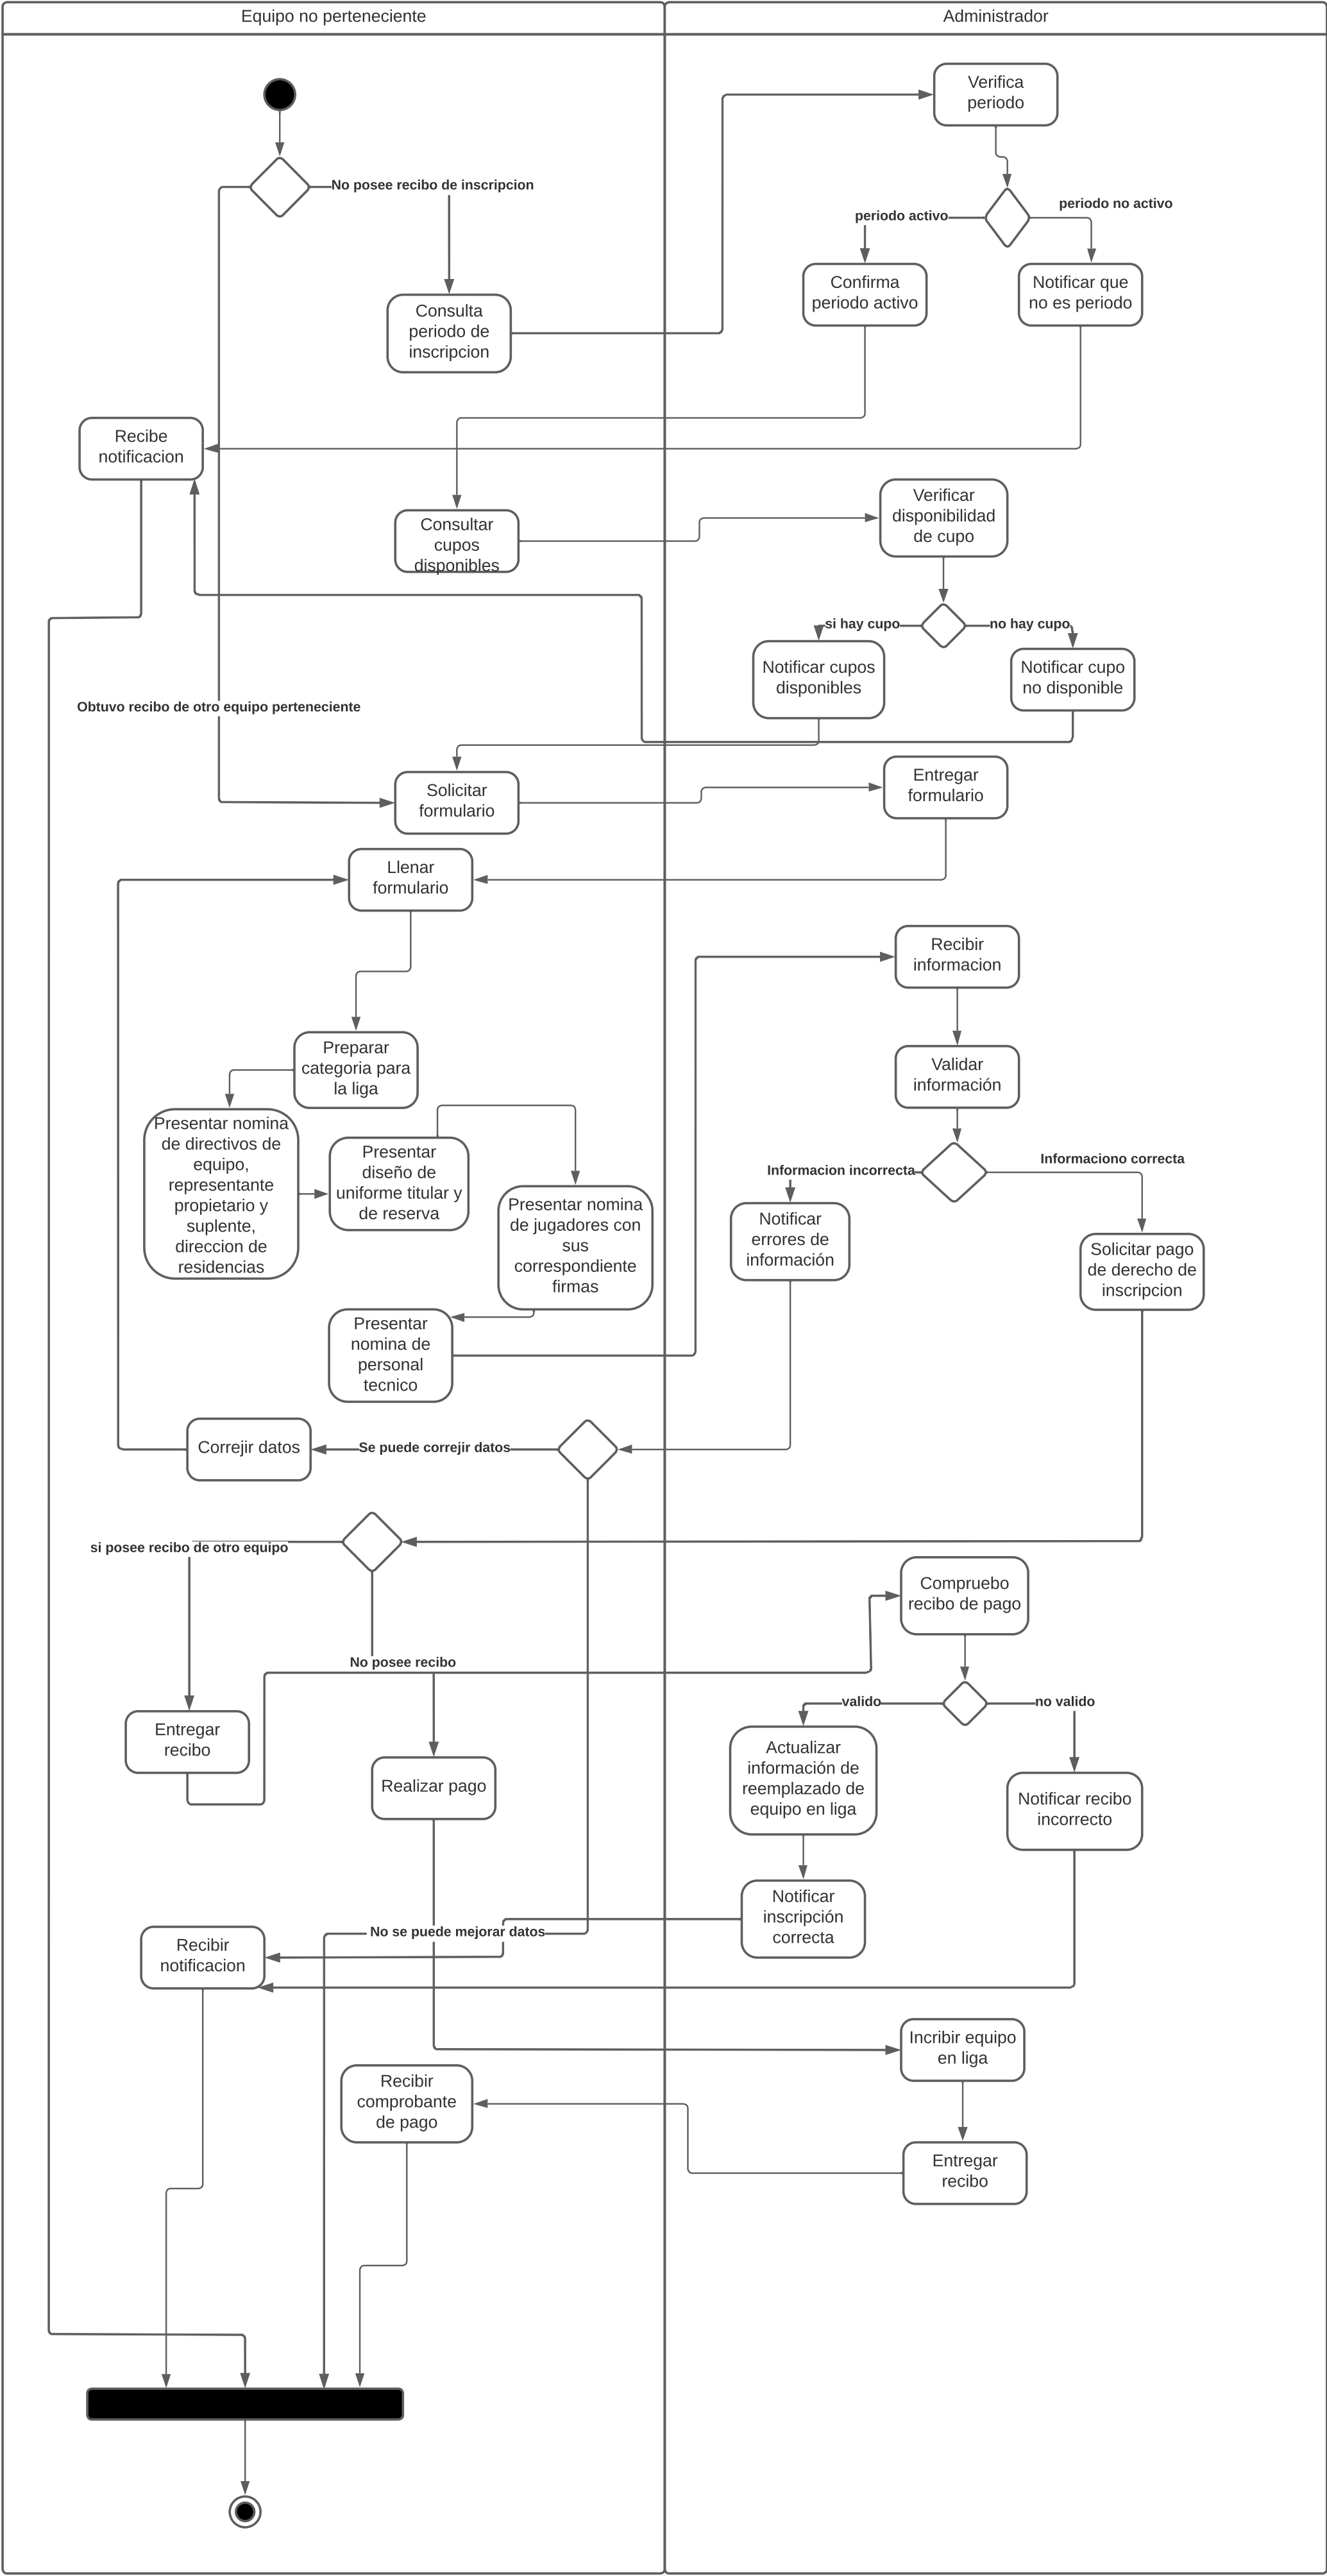 Equipo no perteneciente
Administrador
Verifica
periodo
No posee recibo de inscripcion
periodo activo
periodo no activo
Consulta
periodo de
inscripcion
Confirma
periodo activo
Notificar que
no es periodo
Recibe
notificacion
Consultar
cupos
disponibles
Verificar
disponibilidad
de cupo
si hay cupo
no hay cupo
Notificar cupos
disponibles
Notificar cupo
no disponible
Obtuvo recibo de otro equipo perteneciente
Solicitar
formulario
Entregar
formulario
Llenar
formulario
Recibir
informacion
Preparar
categoria para
la liga
Validar
información
Presentar nomina
de directivos de
equipo,
representante
propietario y
suplente,
direccion de
residencias
Presentar
diseño de
uniforme titular y
de reserva
Presentar nomina
de jugadores con
sus
correspondiente
firmas
Informacion incorrecta
Informaciono correcta
Notificar
errores de
información
Solicitar pago
de derecho de
inscripcion
Presentar
nomina de
personal
tecnico
Correjir datos
Se puede correjir datos
si posee recibo de otro equipo
Compruebo
recibo de pago
No posee recibo
valido
no valido
Entregar
recibo
Realizar pago
Actualizar
información de
reemplazado de
equipo en liga
Notificar recibo
incorrecto
Notificar
inscripción
correcta
No se puede mejorar datos
Recibir
notificacion
Incribir equipo
en liga
Recibir
comprobante
de pago
Entregar
recibo